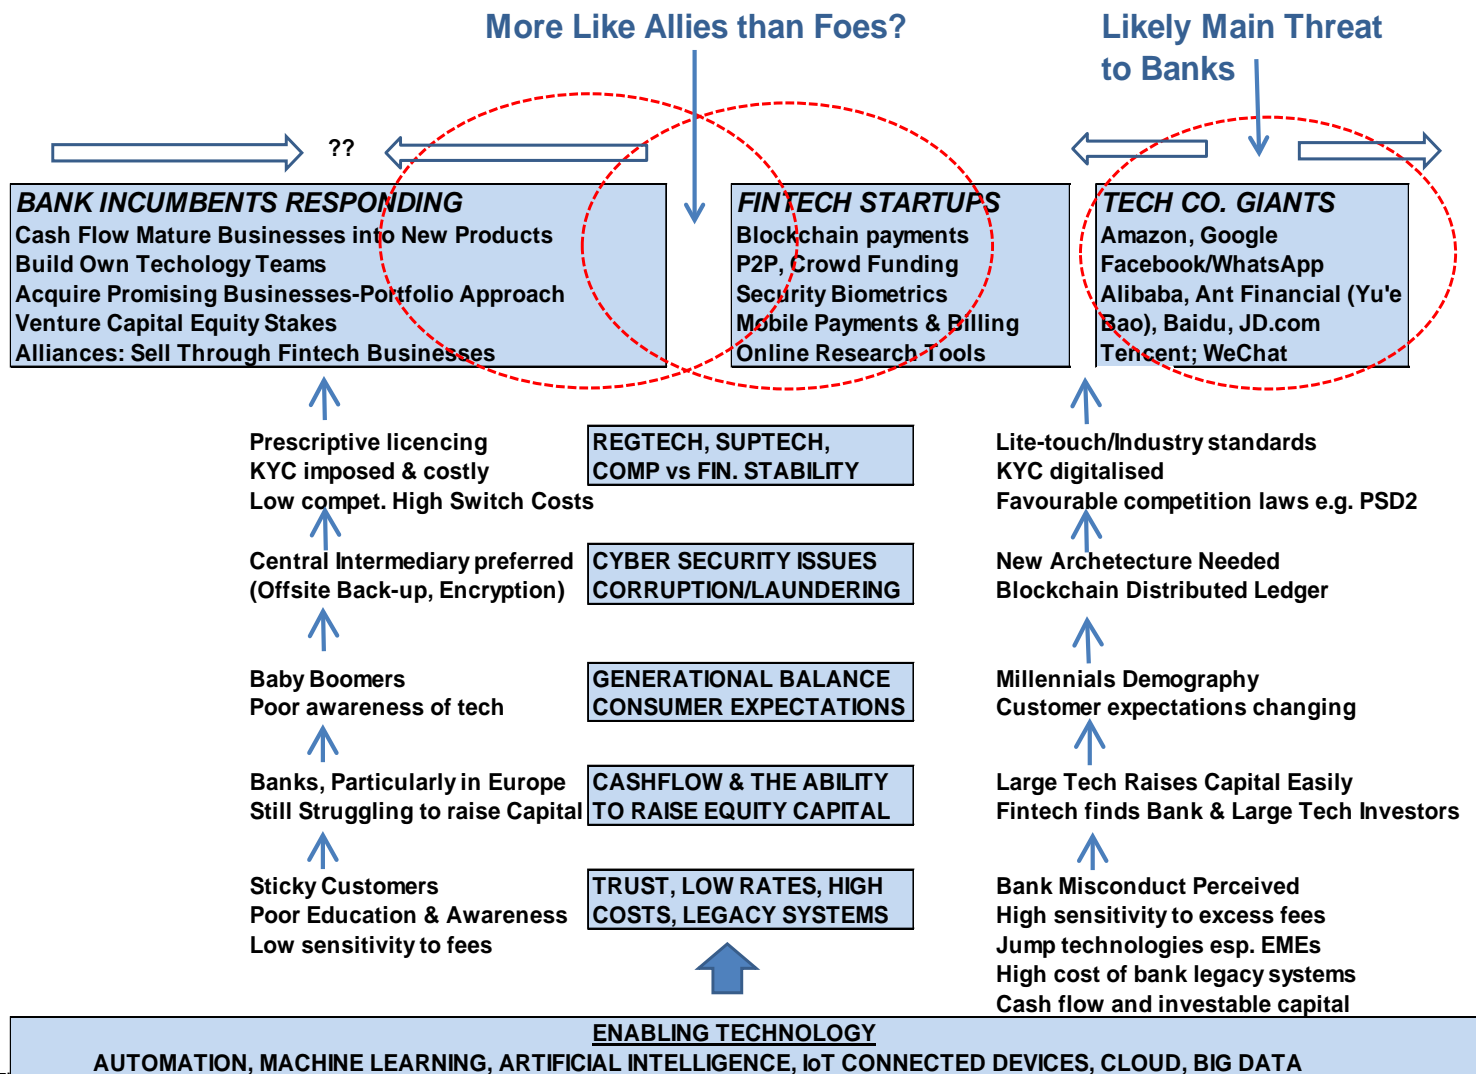 More Like Allies than Foes?
Likely Main Threat
to Banks
??
BANK INCUMBENTS RESPONDING
Cash Flow Mature Businesses into New Products
Build Own Techology Teams
Acquire Promising Businesses-Portfolio Approach
Venture Capital Equity Stakes
Alliances: Sell Through Fintech Businesses
FINTECH STARTUPS
Blockchain payments
P2P, Crowd Funding
Security Biometrics
Mobile Payments & Billing
Online Research Tools
TECH CO. GIANTS
Amazon, Google
Facebook/WhatsApp
Alibaba, Ant Financial (Yu'e
Bao), Baidu, JD.com
Tencent; WeChat
Prescriptive licencing
KYC imposed & costly
Low compet. High Switch Costs
REGTECH, SUPTECH,
COMP vs FIN. STABILITY
Lite-touch/Industry standards
KYC digitalised
Favourable competition laws e.g. PSD2
Central Intermediary preferred
(Offsite Back-up, Encryption)
CYBER SECURITY ISSUES
CORRUPTION/LAUNDERING
New Archetecture Needed
Blockchain Distributed Ledger
Baby Boomers
Poor awareness of tech
GENERATIONAL BALANCE
CONSUMER EXPECTATIONS
Millennials Demography
Customer expectations changing
Banks, Particularly in Europe
Still Struggling to raise Capital
CASHFLOW & THE ABILITY
TO RAISE EQUITY CAPITAL
Large Tech Raises Capital Easily
Fintech finds Bank & Large Tech Investors
Sticky Customers
Poor Education & Awareness
Low sensitivity to fees
TRUST, LOW RATES, HIGH
COSTS, LEGACY SYSTEMS
Bank Misconduct Perceived
High sensitivity to excess fees
Jump technologies esp. EMEs
High cost of bank legacy systems
Cash flow and investable capital
ENABLING TECHNOLOGY
AUTOMATION, MACHINE LEARNING, ARTIFICIAL INTELLIGENCE, IoT CONNECTED DEVICES, CLOUD, BIG DATA